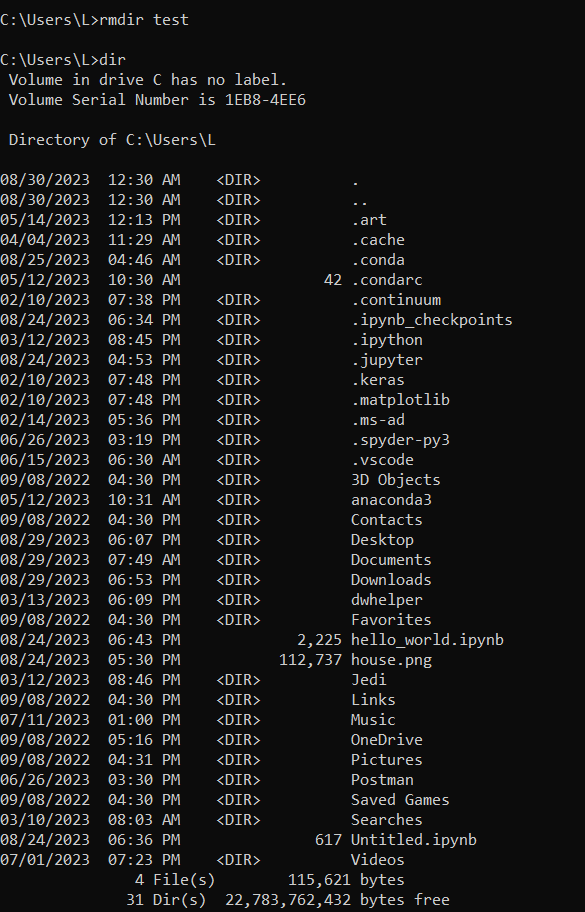 C:\Users\L>rmdir test
C:\Users\L>dir
 Volume in drive C has no label.
 Volume Serial Number is 1EB8-4EE6
 Directory of C:\Users\L
08/30/2023  12:30 AM    <DIR>          .
08/30/2023  12:30 AM    <DIR>          ..
05/14/2023  12:13 PM    <DIR>          .art
04/04/2023  11:29 AM    <DIR>          .cache
08/25/2023  04:46 AM    <DIR>          .conda
05/12/2023  10:30 AM                42 .condarc
02/10/2023  07:38 PM    <DIR>          .continuum
08/24/2023  06:34 PM    <DIR>          .ipynb_checkpoints
03/12/2023  08:45 PM    <DIR>          .ipython
08/24/2023  04:53 PM    <DIR>          .jupyter
02/10/2023  07:48 PM    <DIR>          .keras
02/10/2023  07:48 PM    <DIR>          .matplotlib
02/14/2023  05:36 PM    <DIR>          .ms-ad
06/26/2023  03:19 PM    <DIR>          .spyder-py3
06/15/2023  06:30 AM    <DIR>          .vscode
09/08/2022  04:30 PM    <DIR>          3D Objects
05/12/2023  10:31 AM    <DIR>          anaconda3
09/08/2022  04:30 PM    <DIR>          Contacts
08/29/2023  06:07 PM    <DIR>          Desktop
08/29/2023  07:49 AM    <DIR>          Documents
08/29/2023  06:53 PM    <DIR>          Downloads
03/13/2023  06:09 PM    <DIR>          dwhelper
09/08/2022  04:30 PM    <DIR>          Favorites
08/24/2023  06:43 PM             2,225 hello_world.ipynb
08/24/2023  05:30 PM           112,737 house.png
03/12/2023  08:46 PM    <DIR>          Jedi
09/08/2022  04:30 PM    <DIR>          Links
07/11/2023  01:00 PM    <DIR>          Music
09/08/2022  05:16 PM    <DIR>          OneDrive
09/08/2022  04:31 PM    <DIR>          Pictures
06/26/2023  03:30 PM    <DIR>          Postman
09/08/2022  04:30 PM    <DIR>          Saved Games
03/10/2023  08:03 AM    <DIR>          Searches
08/24/2023  06:36 PM               617 Untitled.ipynb
07/01/2023  07:23 PM    <DIR>          Videos
               4 File(s)        115,621 bytes
              31 Dir(s)  22,783,762,432 bytes free